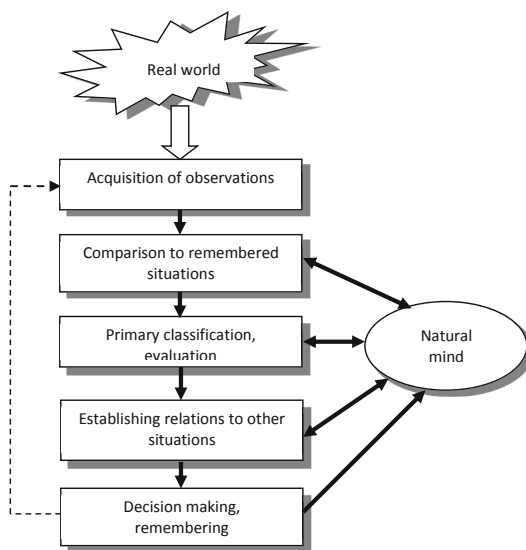 Real world
Acquisition of observations
Comparison to remembered
situations
Primary classification,
evaluation
Natural
mind
Establishing relations to other
situations
Decision making,
remembering